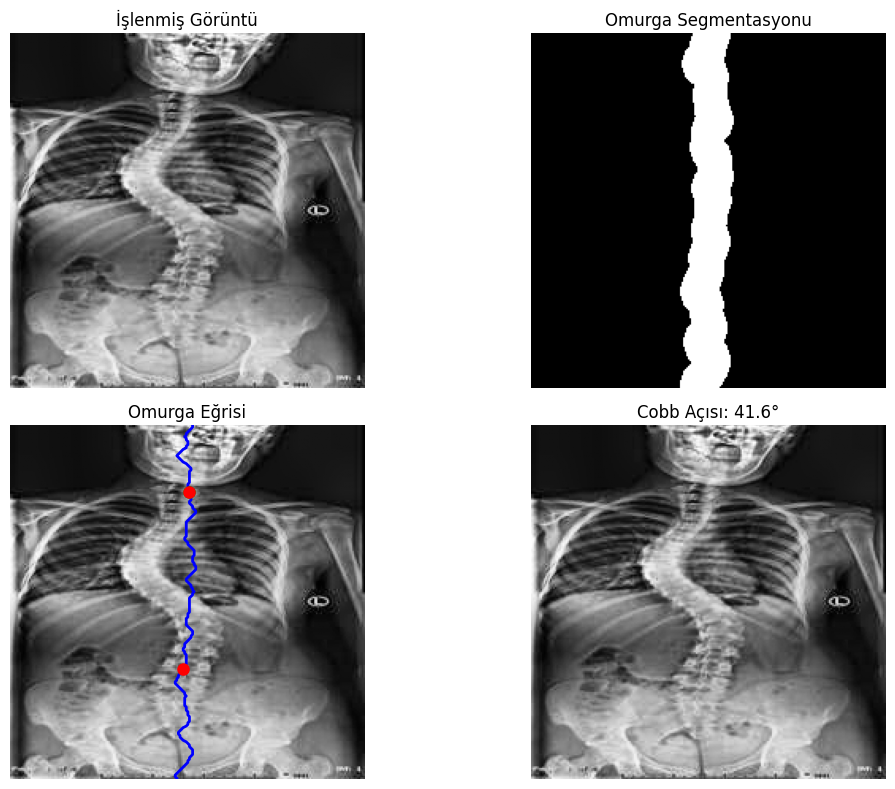 İşlenmiş Görüntü
Omurga Segmentasyonu
L
Omurga Eğrisi
Cobb Açısı: 41.6°
L
L